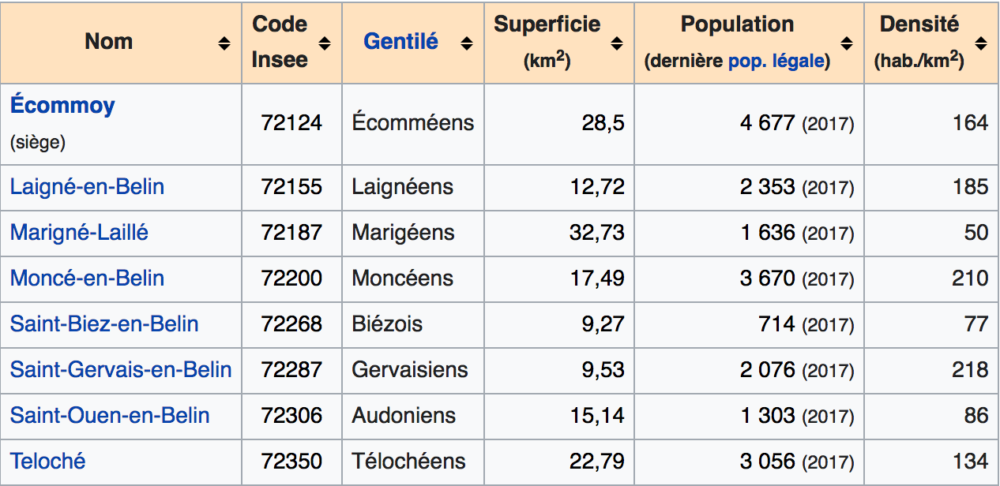 Nom Code Insee Gentilé Superficie (km2) Population (dernière pop. légale) Densité (hab./km2)
Écommoy (siège) 72124 Écomméens 28,5 4 677 (2017) 164
Laigné-en-Belin 72155 Laignéens 12,72 2 353 (2017) 185
Marigné-Laillé 72187 Marigéens 32,73 1 636 (2017) 50
Moncé-en-Belin 72200 Moncéens 17,49 3 670 (2017) 210
Saint-Biez-en-Belin 72268 Biézois 9,27 714 (2017) 77
Saint-Gervais-en-Belin 72287 Gervaisiens 9,53 2 076 (2017) 218
Saint-Ouen-en-Belin 72306 Audoniens 15,14 1 303 (2017) 86
Teloché 72350 Télochéens 22,79 3 056 (2017) 134